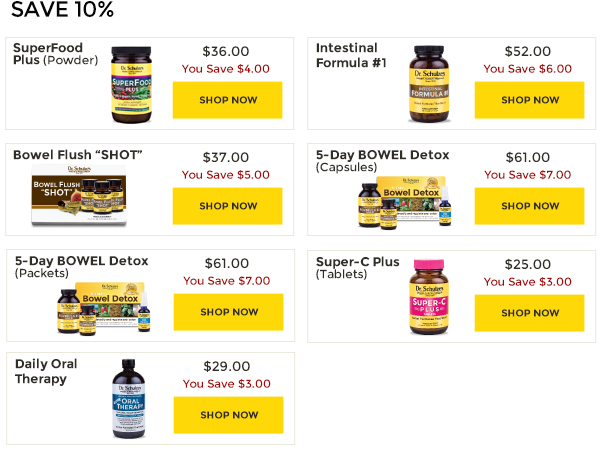 SAVE 10%
SuperFood
Plus (Powder)
Dr. Schulze's
SUPERFOOD
PLUS
$36.00
You Save $4.00
SHOP NOW
Intestinal
Formula #1
Dr. Schulze's
INTESTINAL
FORMULA #1
$52.00
You Save $6.00
SHOP NOW
Bowel Flush “SHOT”
Dr. Schulze's
BOWEL FLUSH
"SHOT"
$37.00
You Save $5.00
SHOP NOW
5-Day BOWEL Detox
(Capsules)
Dr. Schulze's
Bowel Detox
$61.00
You Save $7.00
SHOP NOW
5-Day BOWEL Detox
(Packets)
Dr. Schulze's
Bowel Detox
$61.00
You Save $7.00
SHOP NOW
Super-C Plus
(Tablets)
Dr. Schulze's
SUPER-C
PLUS
$25.00
You Save $3.00
SHOP NOW
Daily Oral
Therapy
Dr. Schulze's
ORAL
THERAPY
$29.00
You Save $3.00
SHOP NOW